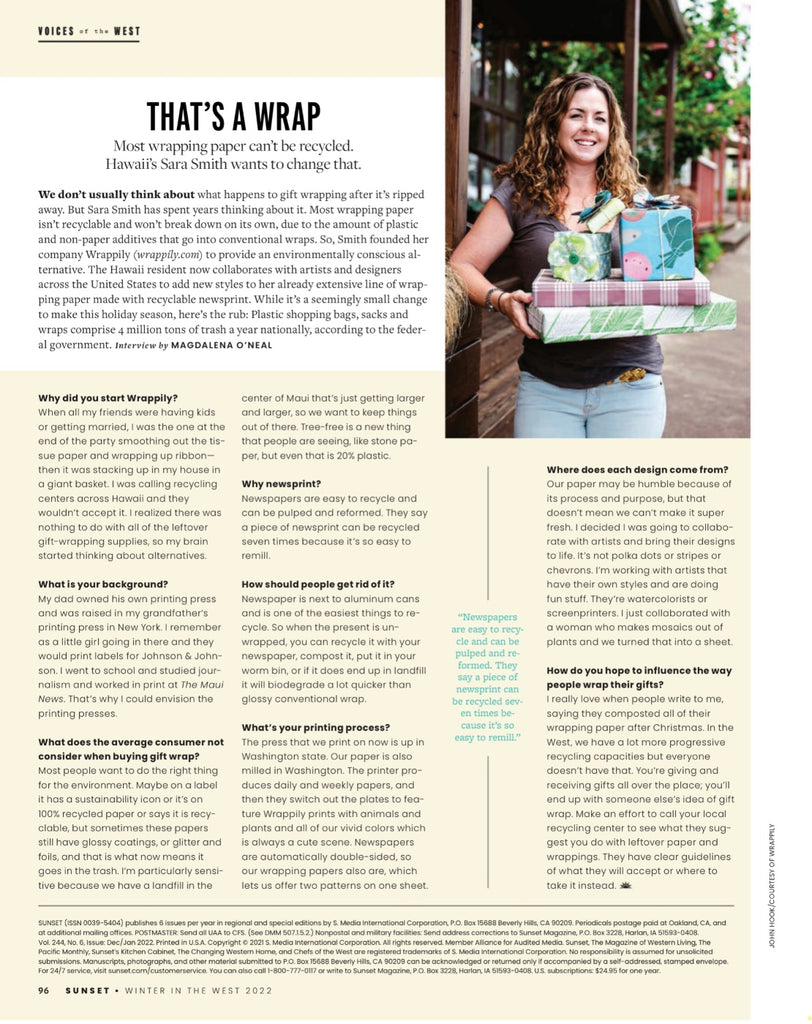 VOICES of the WEST
THAT'S A WRAP
Most wrapping paper can't be recycled.
Hawaii's Sara Smith wants to change that.
We don't usually think about what happens to gift wrapping after it's ripped
away. But Sara Smith has spent years thinking about it. Most wrapping paper
isn't recyclable and won't break down on its own, due to the amount of plastic
and non-paper additives that go into conventional wraps. So, Smith founded her
company Wrappily (wrappily.com) to provide an environmentally conscious al-
ternative. The Hawaii resident now collaborates with artists and designers
across the United States to add new styles to her already extensive line of wrap-
ping paper made with recyclable newsprint. While it's a seemingly small change
to make this holiday season, here's the rub: Plastic shopping bags, sacks and
wraps comprise 4 million tons of trash a year nationally, according to the feder-
al government. Interview by MAGDALENA O'NEAL
Why did you start Wrappily?
When all my friends were having kids
or getting married, I was the one at the
end of the party smoothing out the tis-
sue paper and wrapping up ribbon—
then it was stacking up in my house in
a giant basket. I was calling recycling
centers across Hawaii and they
wouldn't accept it. I realized there was
nothing to do with all of the leftover
gift-wrapping supplies, so my brain
started thinking about alternatives.
What is your background?
My dad owned his own printing press
and was raised in my grandfather's
printing press in New York. I remember
as a little girl going in there and they
would print labels for Johnson & John-
son. I went to school and studied jour-
nalism and worked in print at The Maui
News. That's why I could envision the
printing presses.
What does the average consumer not
consider when buying gift wrap?
Most people want to do the right thing
for the environment. Maybe on a label
it has a sustainability icon or it's on
100% recycled paper or says it is recy-
clable, but sometimes these papers
still have glossy coatings, or glitter and
foils, and that is what now means it
goes in the trash. I'm particularly sensi-
tive because we have a landfill in the
center of Maui that's just getting larger
and larger, so we want to keep things
out of there. Tree-free is a new thing
that people are seeing, like stone pa-
per, but even that is 20% plastic.
Why newsprint?
Newspapers are easy to recycle and
can be pulped and reformed. They say
a piece of newsprint can be recycled
seven times because it's so easy to
remill.
How should people get rid of it?
Newspaper is next to aluminum cans
and is one of the easiest things to re-
cycle. So when the present is un-
wrapped, you can recycle it with your
newspaper, compost it, put it in your
worm bin, or if it does end up in landfill
it will biodegrade a lot quicker than
glossy conventional wrap.
What's your printing process?
The press that we print on now is up in
Washington state. Our paper is also
milled in Washington. The printer pro-
duces daily and weekly papers, and
then they switch out the plates to fea-
ture Wrappily prints with animals and
plants and all of our vivid colors which
is always a cute scene. Newspapers
are automatically double-sided, so
our wrapping papers also are, which
lets us offer two patterns on one sheet.
"Newspapers
are easy to recy-
cle and can be
pulped and re-
formed. They
say a piece of
newsprint can
be recycled sev-
en times be-
cause it's so
easy to remill."
Where does each design come from?
Our paper may be humble because of
its process and purpose, but that
doesn't mean we can't make it super
fresh. I decided I was going to collabo-
rate with artists and bring their designs
to life. It's not polka dots or stripes or
chevrons. I'm working with artists that
have their own styles and are doing
fun stuff. They're watercolorists or
screenprinters. I just collaborated with
a woman who makes mosaics out of
plants and we turned that into a sheet.
How do you hope to influence the way
people wrap their gifts?
I really love when people write to me,
saying they composted all of their
wrapping paper after Christmas. In the
West, we have a lot more progressive
recycling capacities but everyone
doesn't have that. You're giving and
receiving gifts all over the place; you'll
end up with someone else's idea of gift
wrap. Make an effort to call your local
recycling center to see what they sug-
gest you do with leftover paper and
wrappings. They have clear guidelines
of what they will accept or where to
take it instead.
JOHN HOOK/COURTESY OF WRAPPILY
SUNSET (ISSN 0039-5404) publishes 6 issues per year in regional and special editions by S. Media International Corporation, P.O. Box 15688 Beverly Hills, CA 90209. Periodicals postage paid at Oakland, CA, and
at additional mailing offices. POSTMASTER: Send all UAA to CFS. (See DMM 507.1.5.2.) Nonpostal and military facilities: Send address corrections to Sunset Magazine, P.O. Box 3228, Harlan, IA 51593-0408.
Vol. 244, No. 6, Issue: Dec/Jan 2022. Printed in U.S.A. Copyright © 2021 S. Media International Corporation. All rights reserved. Member Alliance for Audited Media. Sunset, The Magazine of Western Living, The
Pacific Monthly, Sunset's Kitchen Cabinet, The Changing Western Home, and Chefs of the West are registered trademarks of S. Media International Corporation. No responsibility is assumed for unsolicited
submissions. Manuscripts, photographs, and other material submitted to P.O. Box 15688 Beverly Hills, CA 90209 can be acknowledged or returned only if accompanied by a self-addressed, stamped envelope.
For 24/7 service, visit sunset.com/customerservice. You can also call 1-800-777-0117 or write to Sunset Magazine, P.O. Box 3228, Harlan, IA 51593-0408. U.S. subscriptions: $24.95 for one year.
96 SUNSET • WINTER IN THE WEST 2022